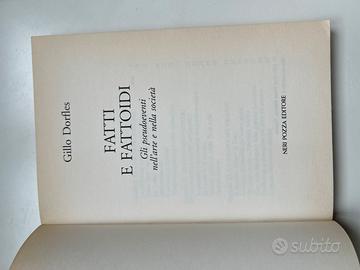 Gillo Dorfles
FATTI
E FATTOIDI
Gli pseudoeventi
nell'arte e nella società
NERI POZZA EDITORE
subito